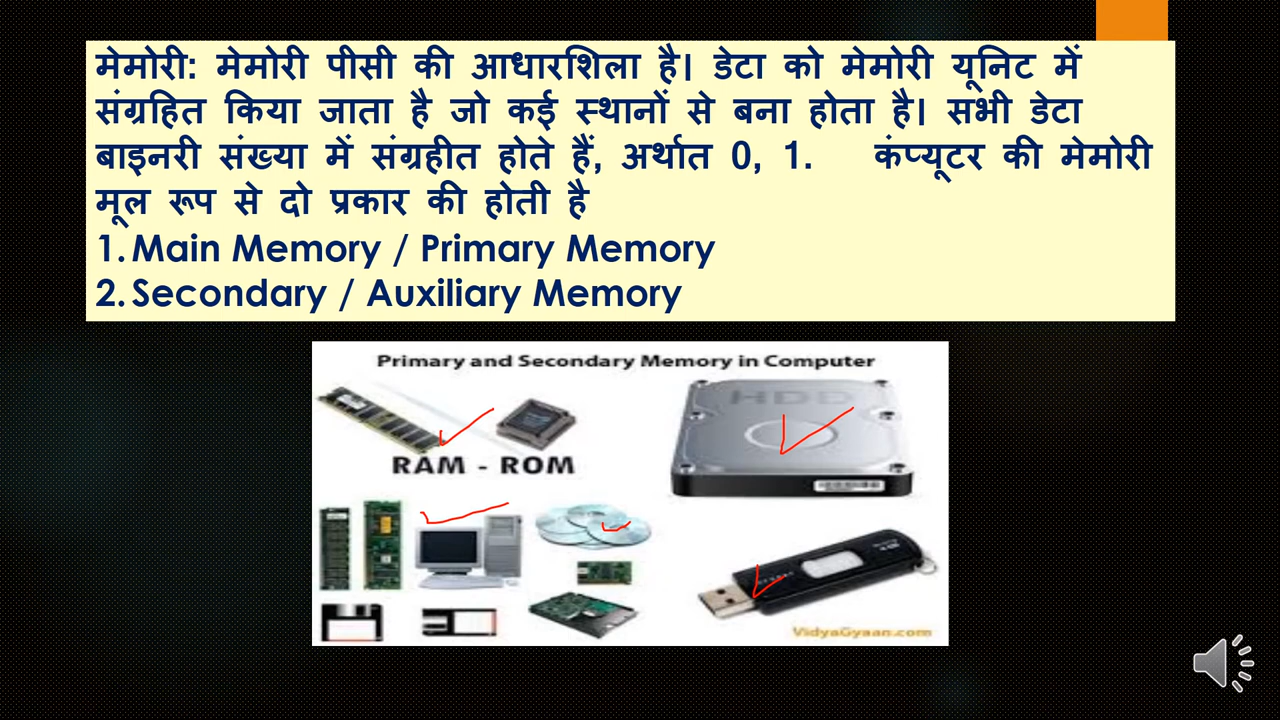 मेमोरी: मेमोरी पीसी की आधारशिला है। डेटा को मेमोरी यूनिट में
संग्रहित किया जाता है जो कई स्थानों से बना होता है। सभी डेटा
बाइनरी संख्या में संग्रहीत होते हैं, अर्थात 0, 1. कंप्यूटर की मेमोरी
मूल रूप से दो प्रकार की होती है
1. Main Memory / Primary Memory
2. Secondary / Auxiliary Memory
Primary and Secondary Memory in Computer
HDD
RAM - ROM
VidyaGyaan.com